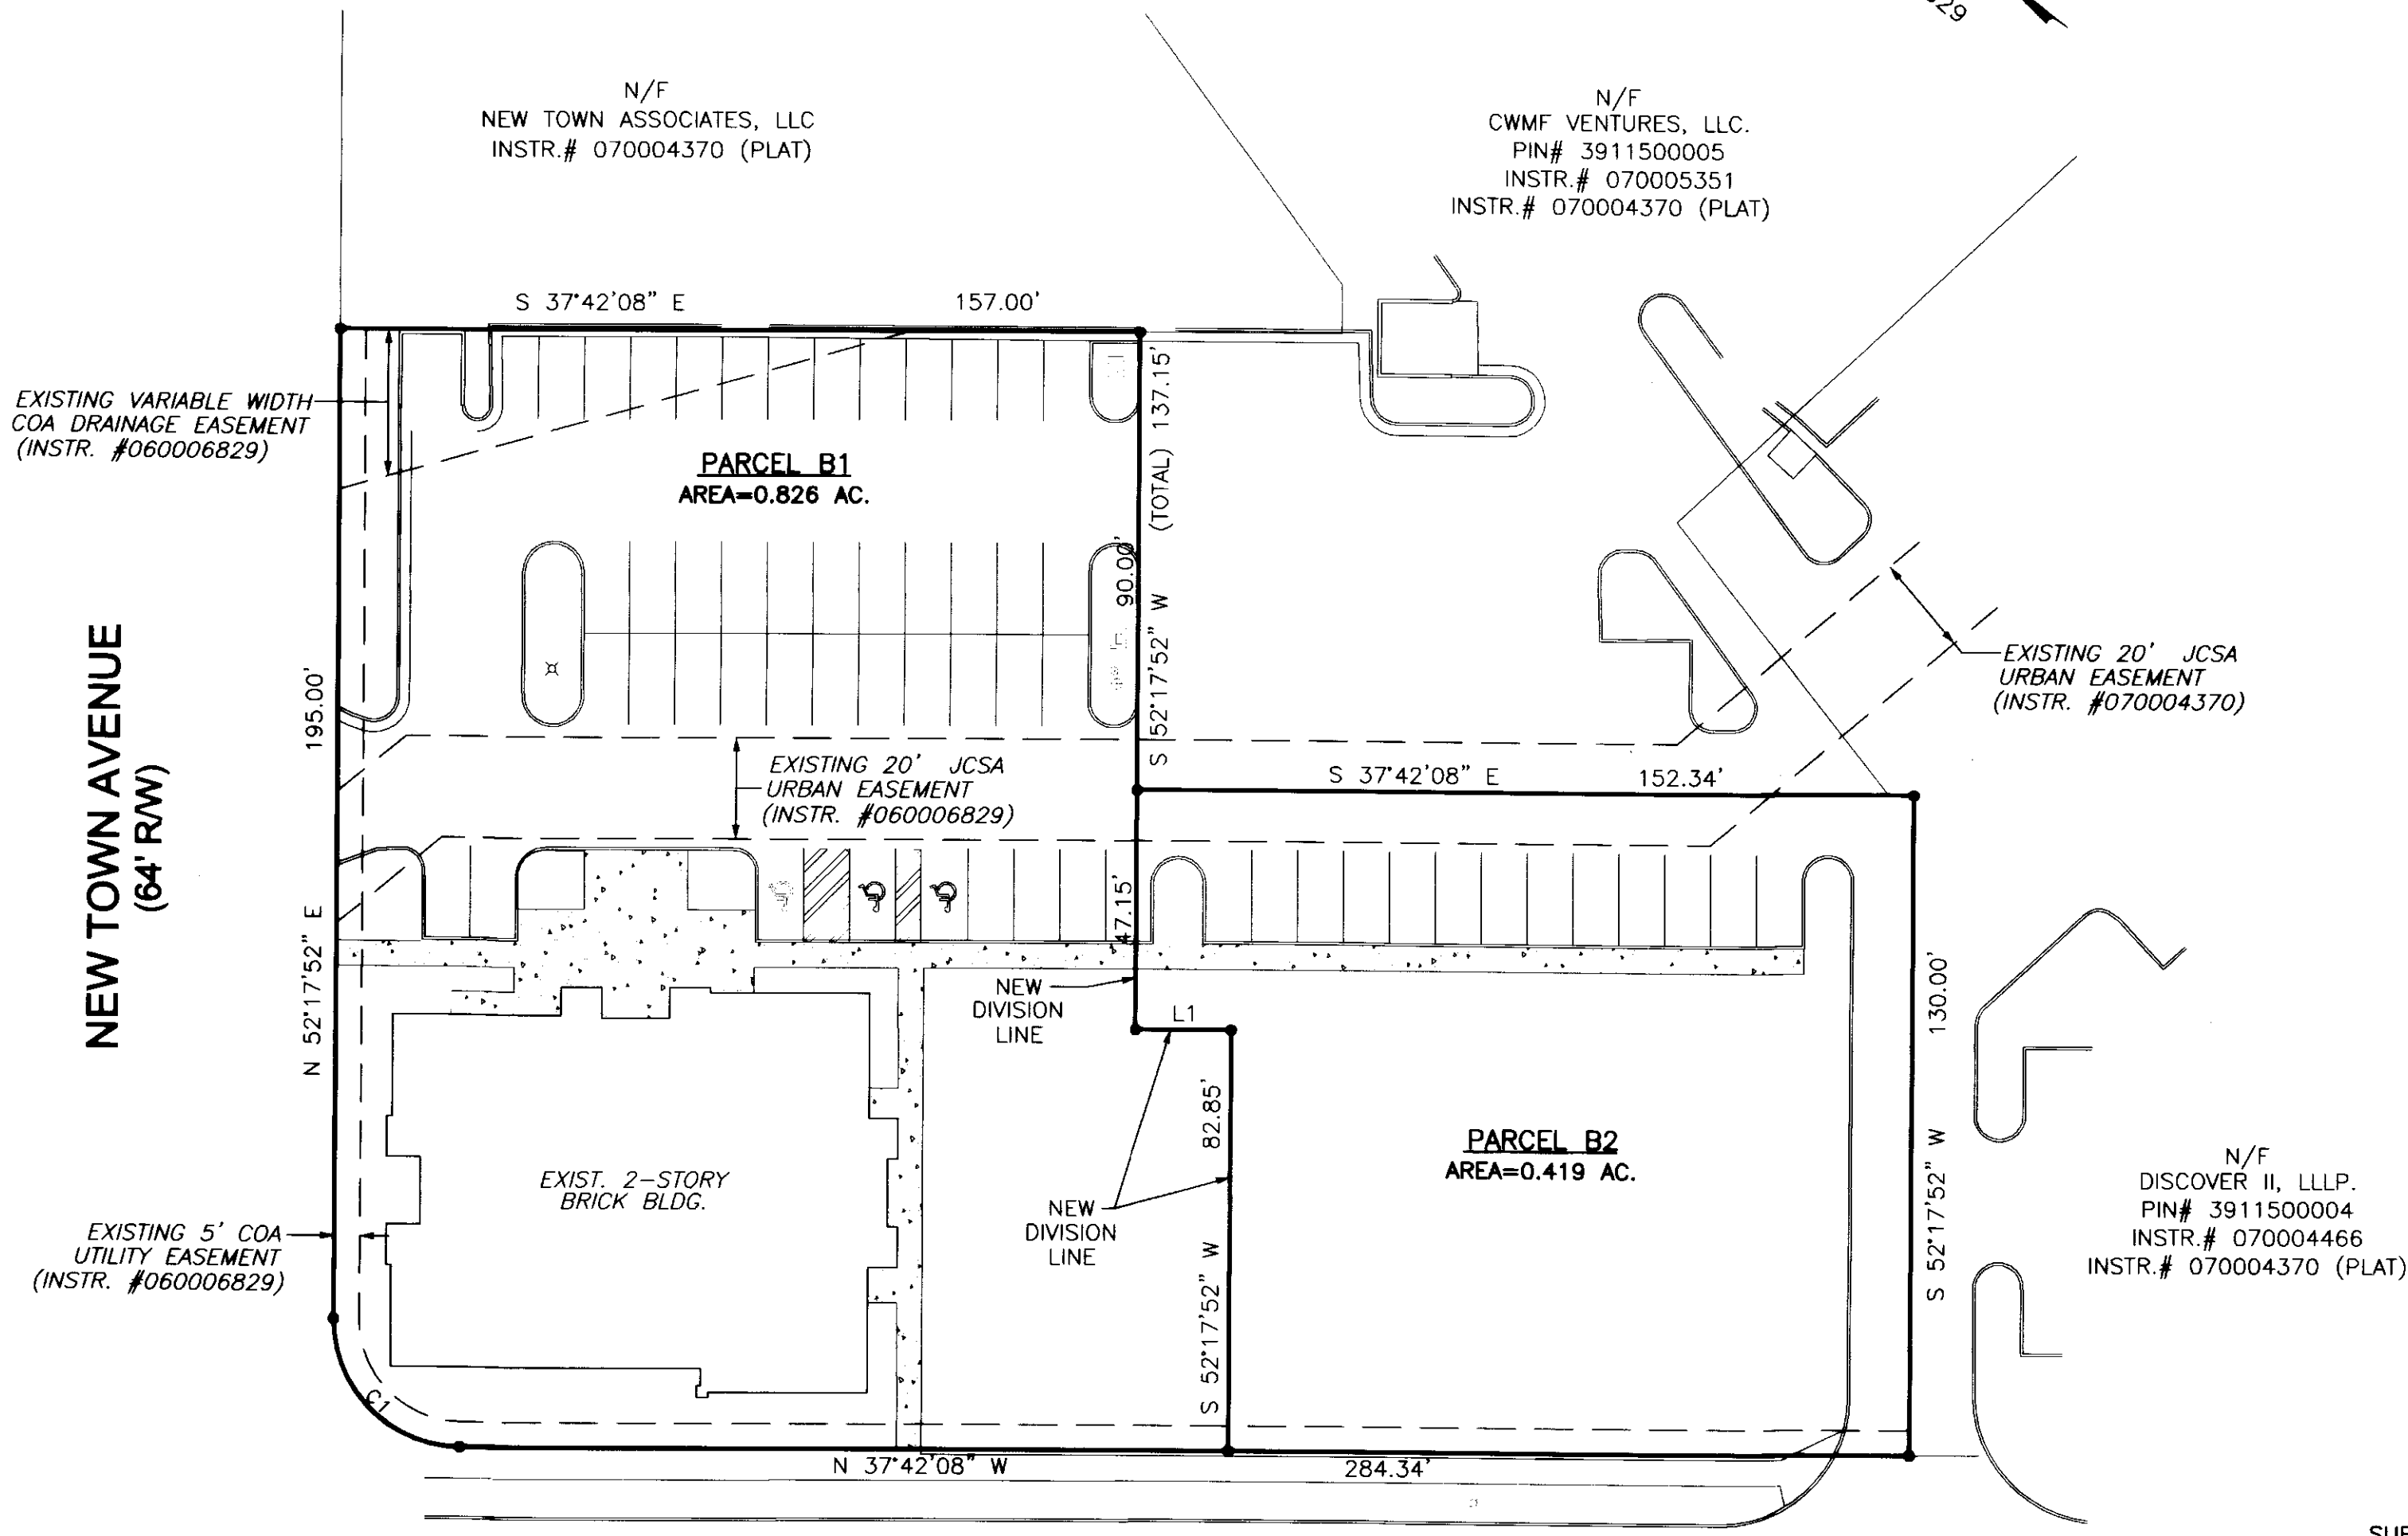 29
N/F
NEW TOWN ASSOCIATES, LLC
INSTR.# 070004370 (PLAT)
N/F
CWMF VENTURES, LLC.
PIN# 3911500005
INSTR.# 070005351
INSTR.# 070004370 (PLAT)
S 37°42'08" E
157.00'
EXISTING VARIABLE WIDTH
COA DRAINAGE EASEMENT
(INSTR. #060006829)
PARCEL B1
AREA=0.826 AC.
S 52°17'52" W (TOTAL) 137.15'
90.00'
NEW TOWN AVENUE
(64' R/W)
N 52°17'52" E
195.00'
EXISTING 20' JCSA
URBAN EASEMENT
(INSTR. #070004370)
EXISTING 20' JCSA
URBAN EASEMENT
(INSTR. #060006829)
S 37°42'08" E
152.34'
47.15'
NEW
DIVISION
LINE
L1
S 52°17'52" W
82.85'
S 52°17'52" W
130.00'
PARCEL B2
AREA=0.419 AC.
N/F
DISCOVER II, LLLP.
PIN# 3911500004
INSTR.# 070004466
INSTR.# 070004370 (PLAT)
EXIST. 2-STORY
BRICK BLDG.
NEW
DIVISION
LINE
EXISTING 5' COA
UTILITY EASEMENT
(INSTR. #060006829)
C1
N 37°42'08" W
284.34'